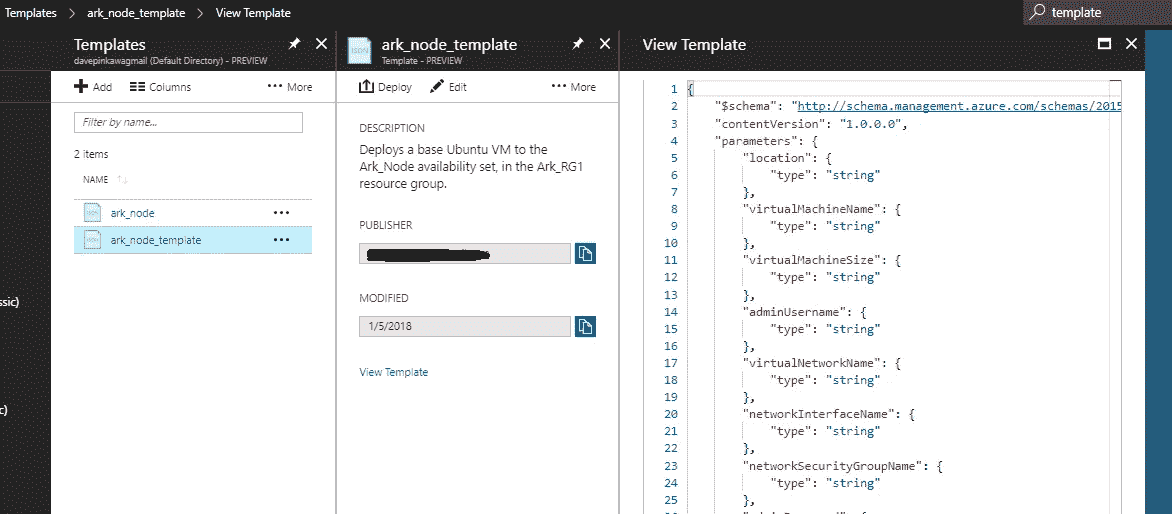 Templates > ark_node_template > View Template
template
Templates
davepinkawagmail (Default Directory) - PREVIEW
Add Columns ••• More
Filter by name...
2 items
NAME
ark_node •••
ark_node_template •••
ssic)
c)
JSON
ark_node_template
Template - PREVIEW
Deploy Edit ••• More
DESCRIPTION
Deploys a base Ubuntu VM to the
Ark_Node availability set, in the Ark_RG1
resource group.
PUBLISHER
MODIFIED
1/5/2018
View Template
View Template
1 {
2 "$schema": "http://schema.management.azure.com/schemas/2015
3 "contentVersion": "1.0.0.0",
4 "parameters": {
5 "location": {
6 "type": "string"
7 },
8 "virtualMachineName": {
9 "type": "string"
10 },
11 "virtualMachineSize": {
12 "type": "string"
13 },
14 "adminUsername": {
15 "type": "string"
16 },
17 "virtualNetworkName": {
18 "type": "string"
19 },
20 "networkInterfaceName": {
21 "type": "string"
22 },
23 "networkSecurityGroupName": {
24 "type": "string"
25 },